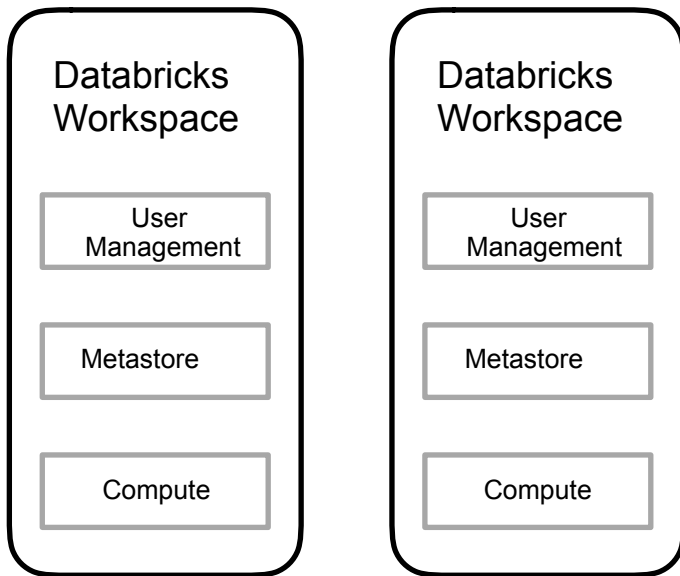 Databricks
Workspace
User
Management
Metastore
Compute
Databricks
Workspace
User
Management
Metastore
Compute